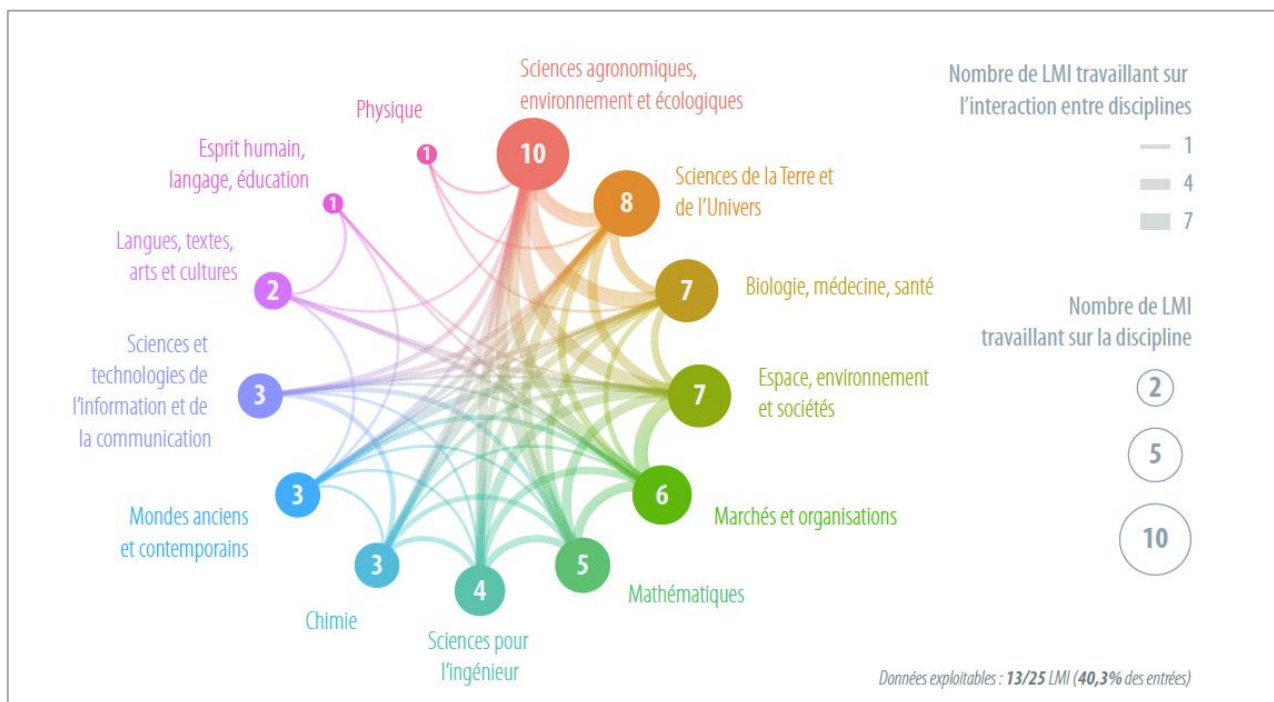 Sciences agronomiques,
environnement et écologiques
10
Physique
1
Esprit humain,
langage, éducation
1
Sciences de la Terre et
de l'Univers
8
Langues, textes,
arts et cultures
2
Biologie, médecine, santé
7
Sciences et
technologies de
l'information et de
la communication
3
Espace, environnement
et sociétés
7
Mondes anciens
et contemporains
3
Marchés et organisations
6
Chimie
3
Sciences pour
l'ingénieur
4
Mathématiques
5
Nombre de LMI travaillant sur
l'interaction entre disciplines
1
4
7
Nombre de LMI
travaillant sur la discipline
2
5
10
Données exploitables : 13/25 LMI (40,3% des entrées)